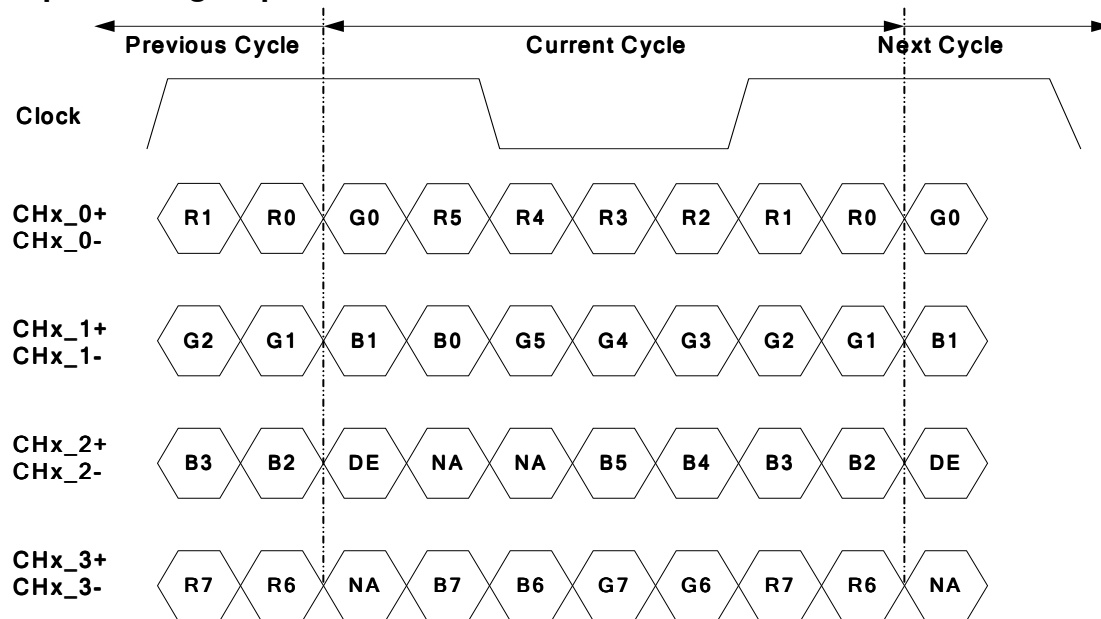 Previous Cycle Current Cycle Next Cycle
Clock
CHx_0+
CHx_0-
R1 R0 G0 R5 R4 R3 R2 R1 R0 G0
CHx_1+
CHx_1-
G2 G1 B1 B0 G5 G4 G3 G2 G1 B1
CHx_2+
CHx_2-
B3 B2 DE NA NA B5 B4 B3 B2 DE
CHx_3+
CHx_3-
R7 R6 NA B7 B6 G7 G6 R7 R6 NA